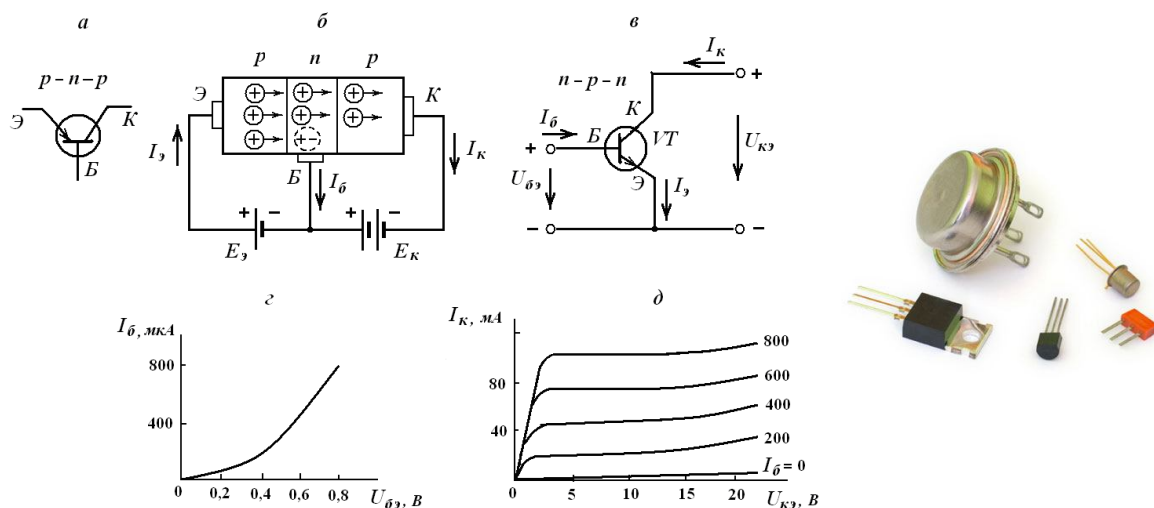 а б в
p – n – p
Э К
Б
p n p
Э К
Iэ Iб Iк
Б
+ − + −
Eэ Eк
n – p – n
Iк
+
К
Iб Б VT
+ Uкэ
Uбэ Э Iэ
− −
г
Iб, мкА
800
400
0 0,2 0,4 0,6 0,8
Uбэ, В
д
Iк, мА
800
80 600
400
40 200
Iб = 0
0 5 10 15 20
Uкэ, В